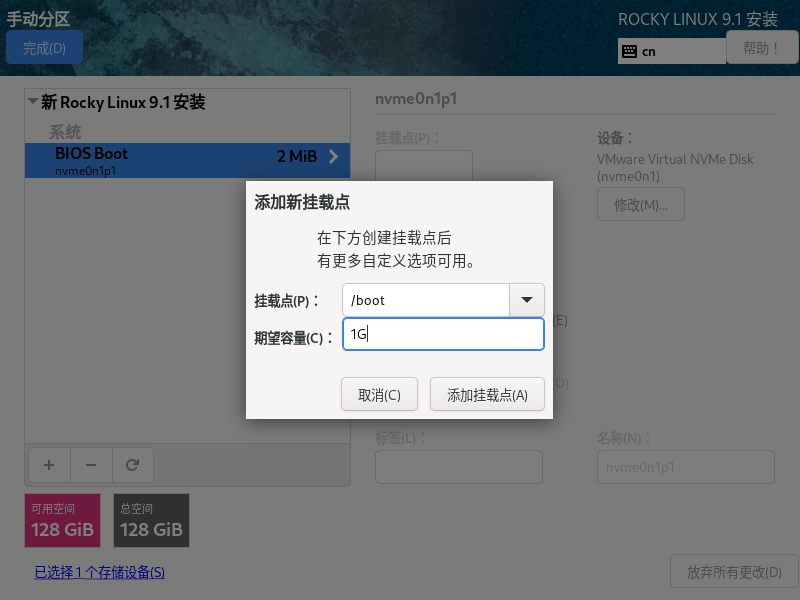 手动分区
ROCKY LINUX 9.1 安装
完成(D)
cn
帮助！
新 Rocky Linux 9.1 安装
系统
BIOS Boot
2 MiB
nvme0n1p1
nvme0n1p1
挂载点(P)：
设备：
VMware Virtual NVMe Disk
(nvme0n1)
修改(M)...
添加新挂载点
在下方创建挂载点后
有更多自定义选项可用。
挂载点(P)：
/boot
期望容量(C)：
1G
(E)
(O)
取消(C)
添加挂载点(A)
标签(L)：
名称(N)：
nvme0n1p1
可用空间
128 GiB
总空间
128 GiB
已选择 1 个存储设备(S)
放弃所有更改(D)